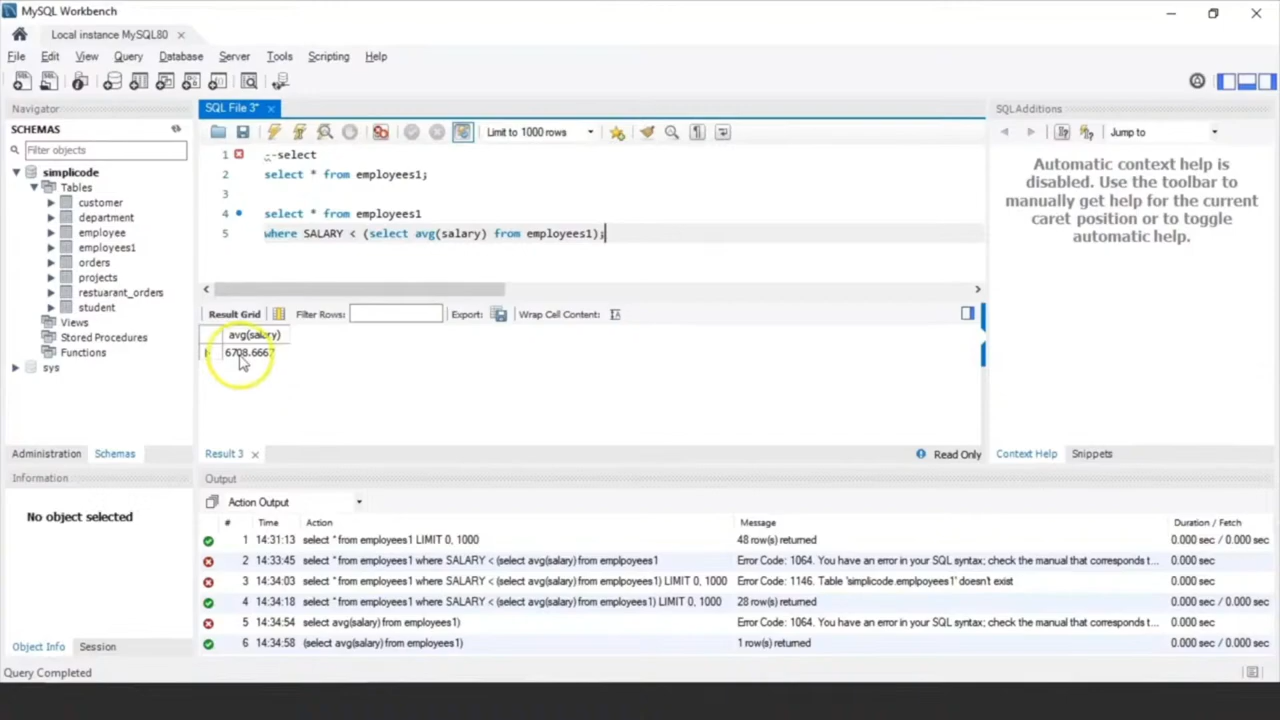 MySQL Workbench
Local instance MySQL80
File Edit View Query Database Server Tools Scripting Help
Navigator
SCHEMAS
Filter objects
simplicode
Tables
customer
department
employee
employees1
orders
projects
restuarant_orders
student
Views
Stored Procedures
Functions
sys
Administration Schemas
Information
No object selected
Object Info Session
Query Completed
SQL File 3*
Limit to 1000 rows
1 --select
2 select * from employees1;
3
4 select * from employees1
5 where SALARY < (select avg(salary) from employees1);
Result Grid Filter Rows: Export: Wrap Cell Content:
avg(salary)
6708.6667
Result 3
Read Only
SQLAdditions
Jump to
Automatic context help is
disabled. Use the toolbar to
manually get help for the current
caret position or to toggle
automatic help.
Context Help Snippets
Output
Action Output
# Time Action Message Duration / Fetch
1 14:31:13 select * from employees1 LIMIT 0, 1000 48 row(s) returned 0.000 sec / 0.000 sec
2 14:33:45 select * from employees1 where SALARY < (select avg(salary) from emplpoyees1 Error Code: 1064. You have an error in your SQL syntax; check the manual that corresponds t... 0.000 sec
3 14:34:03 select * from employees1 where SALARY < (select avg(salary) from emplpoyees1) LIMIT 0, 1000 Error Code: 1146. Table 'simplicode.emplpoyees1' doesn't exist 0.000 sec
4 14:34:18 select * from employees1 where SALARY < (select avg(salary) from employees1) LIMIT 0, 1000 28 row(s) returned 0.000 sec / 0.000 sec
5 14:34:54 select avg(salary) from employees1) Error Code: 1064. You have an error in your SQL syntax; check the manual that corresponds t... 0.000 sec
6 14:34:58 (select avg(salary) from employees1) 1 row(s) returned 0.000 sec / 0.000 sec